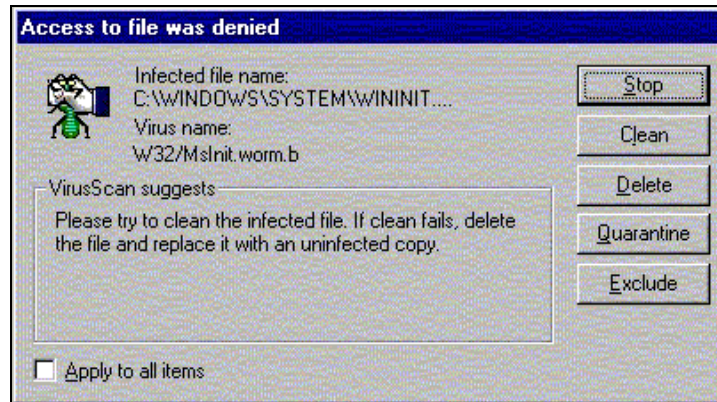 Access to file was denied
Infected file name:
C:\WINDOWS\SYSTEM\WININIT....
Virus name:
W32/MsInit.worm.b
VirusScan suggests
Please try to clean the infected file. If clean fails, delete
the file and replace it with an uninfected copy.
Apply to all items
Stop
Clean
Delete
Quarantine
Exclude